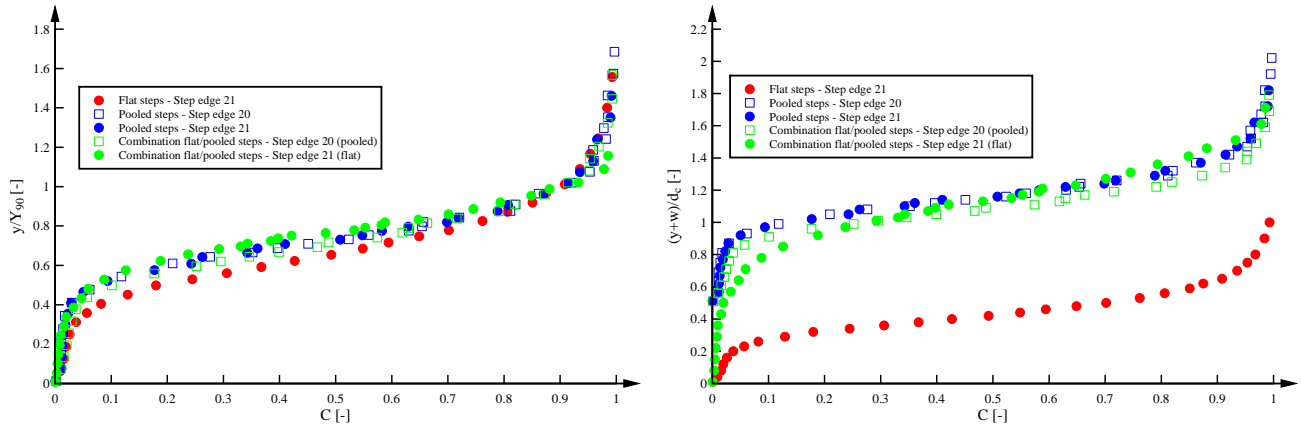 1.8
1.6
1.4
1.2
1
0.8
0.6
0.4
0.2
0
y/Y90 [-]
Flat steps - Step edge 21
Pooled steps - Step edge 20
Pooled steps - Step edge 21
Combination flat/pooled steps - Step edge 20 (pooled)
Combination flat/pooled steps - Step edge 21 (flat)
0 0.1 0.2 0.3 0.4 0.5 0.6 0.7 0.8 0.9 1
C [-]
2.2
2
1.8
1.6
1.4
1.2
1
0.8
0.6
0.4
0.2
0
(y+w)/dc [-]
Flat steps - Step edge 21
Pooled steps - Step edge 20
Pooled steps - Step edge 21
Combination flat/pooled steps - Step edge 20 (pooled)
Combination flat/pooled steps - Step edge 21 (flat)
0 0.1 0.2 0.3 0.4 0.5 0.6 0.7 0.8 0.9 1
C [-]